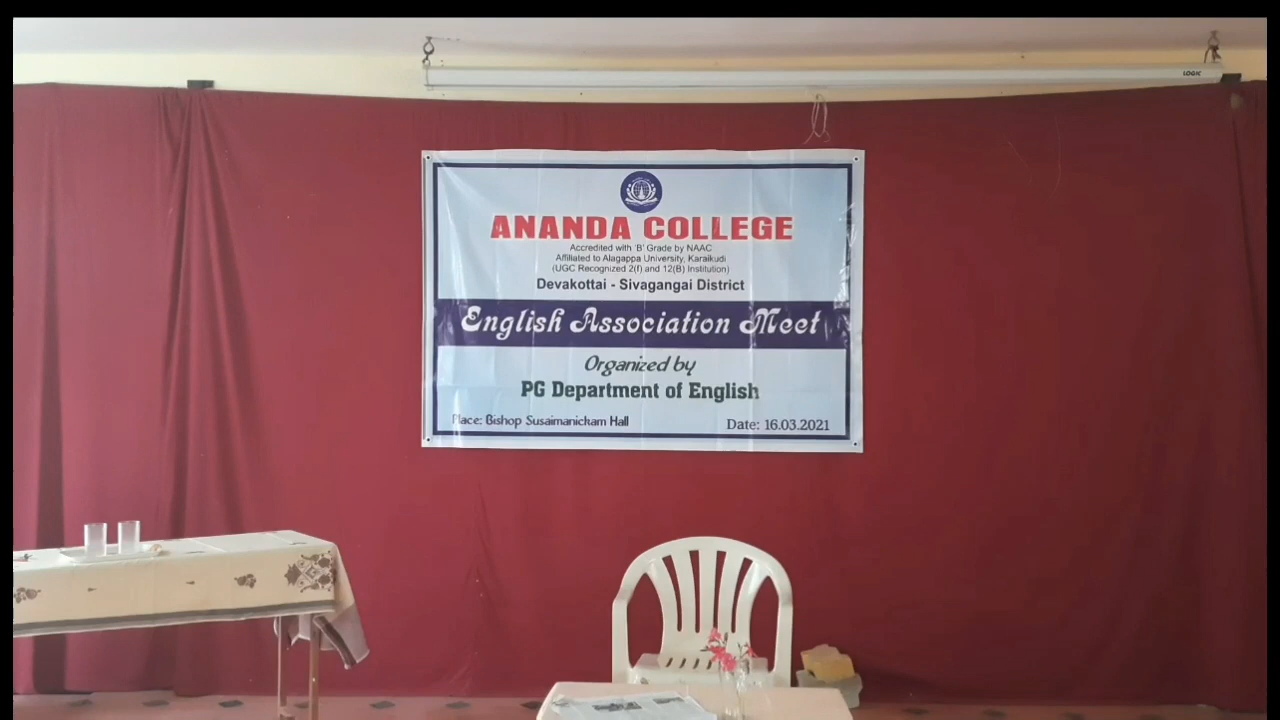 LOGIC
ANANDA COLLEGE
Accredited with 'B' Grade by NAAC
Affiliated to Alagappa University, Karaikudi
(UGC Recognized 2(f) and 12(B) Institution)
Devakottai - Sivagangai District
English Association Meet
Organized by
PG Department of English
Place: Bishop Susaimanickam Hall
Date: 16.03.2021